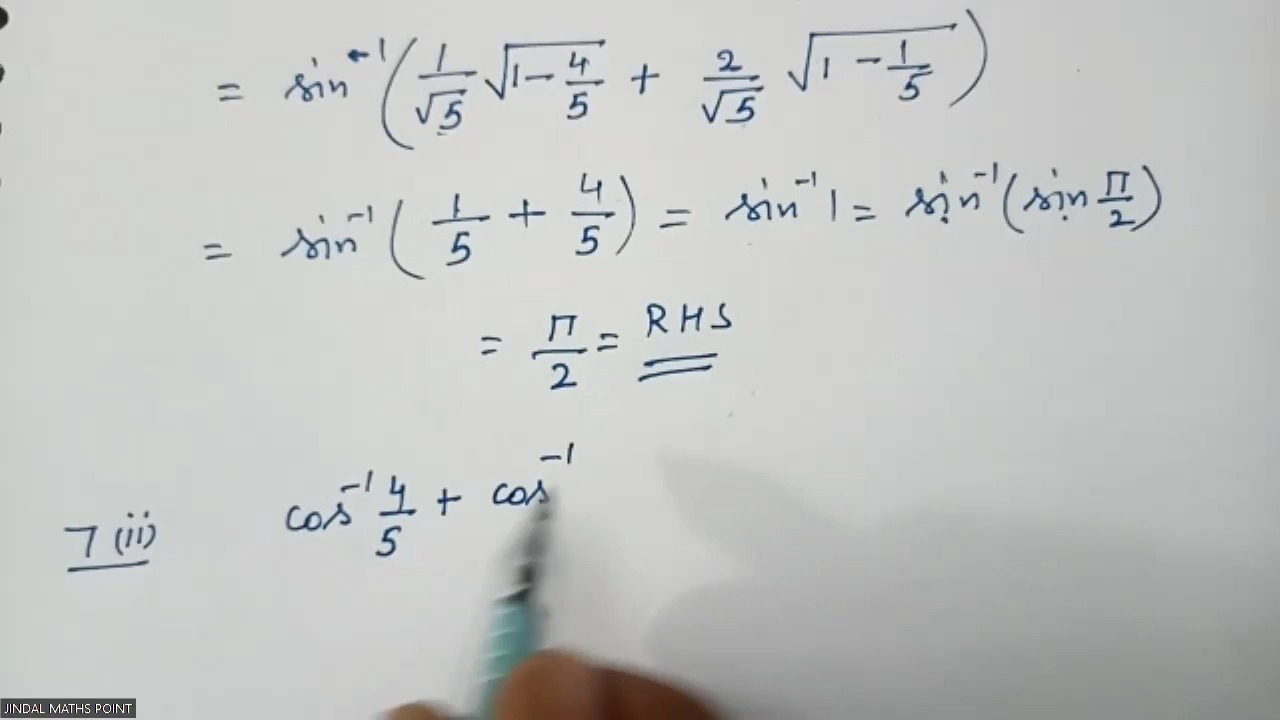 = sin⁻¹(1/√5 √(1 − 4/5) + 2/√5 √(1 − 1/5))
= sin⁻¹(1/5 + 4/5) = sin⁻¹1 = sin⁻¹(sin π/2)
= π/2 = RHS
7 (ii) cos⁻¹ 4/5 + cos⁻¹
JINDAL MATHS POINT